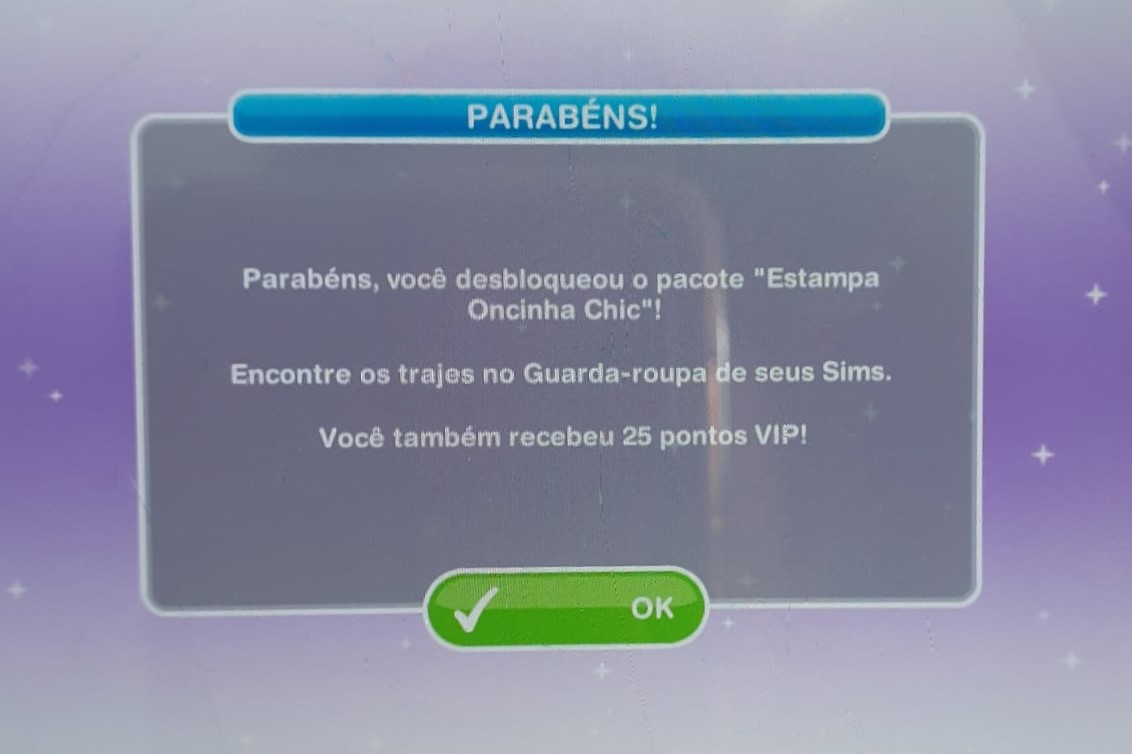 PARABÉNS!
Parabéns, você desbloqueou o pacote "Estampa
Oncinha Chic"!
Encontre os trajes no Guarda-roupa de seus Sims.
Você também recebeu 25 pontos VIP!
OK